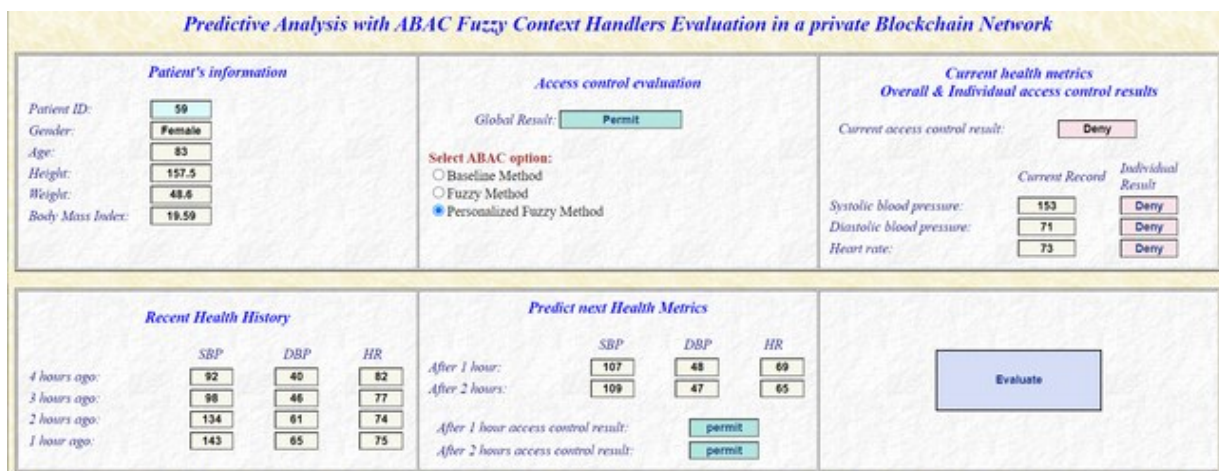 Predictive Analysis with ABAC Fuzzy Context Handlers Evaluation in a private Blockchain Network
Patient's information
Patient ID: 59
Gender: Female
Age: 83
Height: 157.5
Weight: 48.6
Body Mass Index: 19.59
Access control evaluation
Global Result: Permit
Select ABAC option:
Baseline Method
Fuzzy Method
Personalized Fuzzy Method
Current health metrics
Overall & Individual access control results
Current access control result: Deny
Current Record Individual Result
Systolic blood pressure: 153 Deny
Diastolic blood pressure: 71 Deny
Heart rate: 73 Deny
Recent Health History
SBP DBP HR
4 hours ago: 92 40 82
3 hours ago: 98 46 77
2 hours ago: 134 61 74
1 hour ago: 143 65 75
Predict next Health Metrics
SBP DBP HR
After 1 hour: 107 48 69
After 2 hours: 109 47 65
After 1 hour access control result: permit
After 2 hours access control result: permit
Evaluate